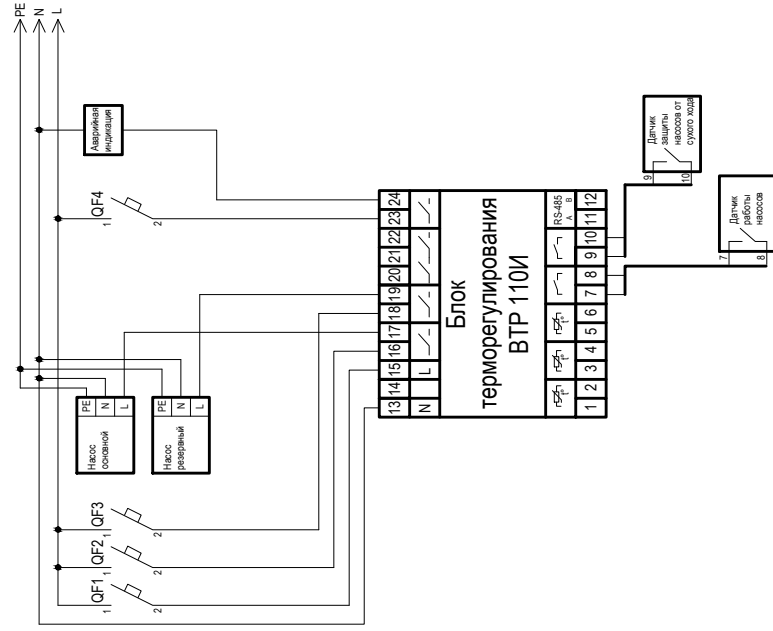 PE
N
L
Аварийная
индикация
QF4
1
2
Насос
основной
PE
N
L
Насос
резервный
PE
N
L
QF3
1
2
QF2
1
2
QF1
1
2
13 14 15 16 17 18 19 20 21 22 23 24
N L
Блок
терморегулирования
ВТР 110И
t° t° t° RS-485
A B
1 2 3 4 5 6 7 8 9 10 11 12
Датчик
защиты
насосов от
сухого хода
9
10
Датчик
работы
насосов
7
8